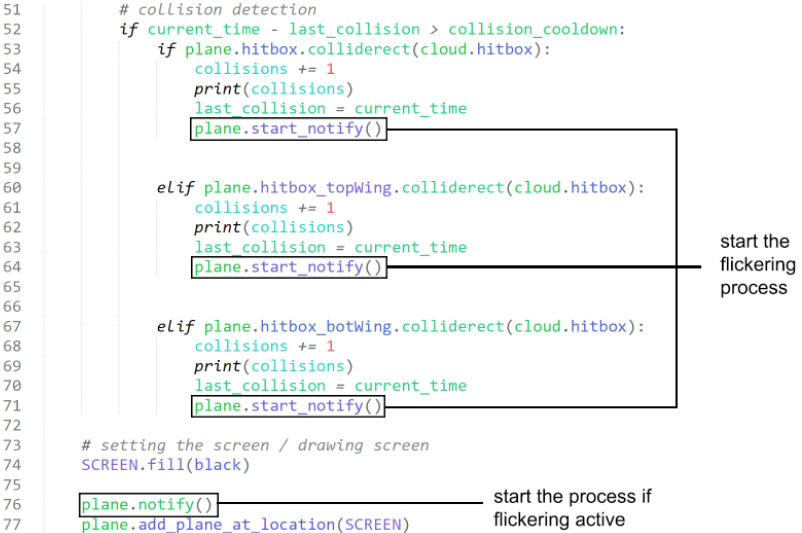 51 # collision detection
52 if current_time - last_collision > collision_cooldown:
53 if plane.hitbox.colliderect(cloud.hitbox):
54 collisions += 1
55 print(collisions)
56 last_collision = current_time
57 plane.start_notify()
58
59
60 elif plane.hitbox_topWing.colliderect(cloud.hitbox):
61 collisions += 1
62 print(collisions)
63 last_collision = current_time
64 plane.start_notify()
65
66
67 elif plane.hitbox_botWing.colliderect(cloud.hitbox):
68 collisions += 1
69 print(collisions)
70 last_collision = current_time
71 plane.start_notify()
72
73 # setting the screen / drawing screen
74 SCREEN.fill(black)
75
76 plane.notify()
77 plane.add_plane_at_location(SCREEN)
start the
flickering
process
start the process if
flickering active